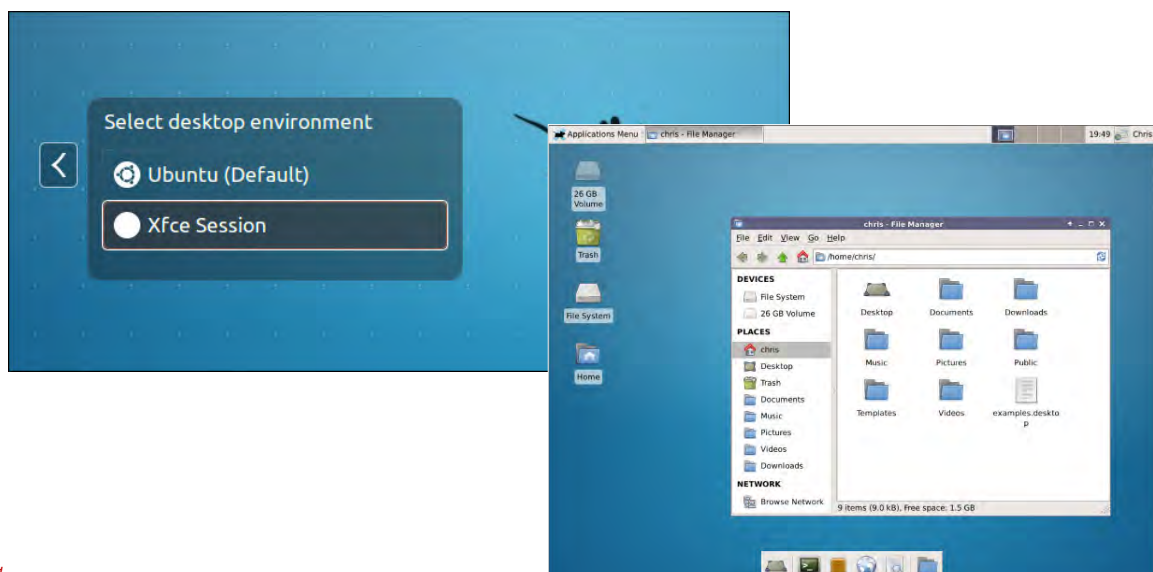 Select desktop environment
Ubuntu (Default)
Xfce Session
Applications Menu
chris - File Manager
19:49
Chris
26 GB
Volume
Trash
File System
Home
chris - File Manager
File Edit View Go Help
/home/chris/
DEVICES
File System
26 GB Volume
PLACES
chris
Desktop
Trash
Documents
Music
Pictures
Videos
Downloads
NETWORK
Browse Network
Desktop
Documents
Downloads
Music
Pictures
Public
Templates
Videos
examples.deskto
p
9 items (9.0 kB), Free space: 1.5 GB